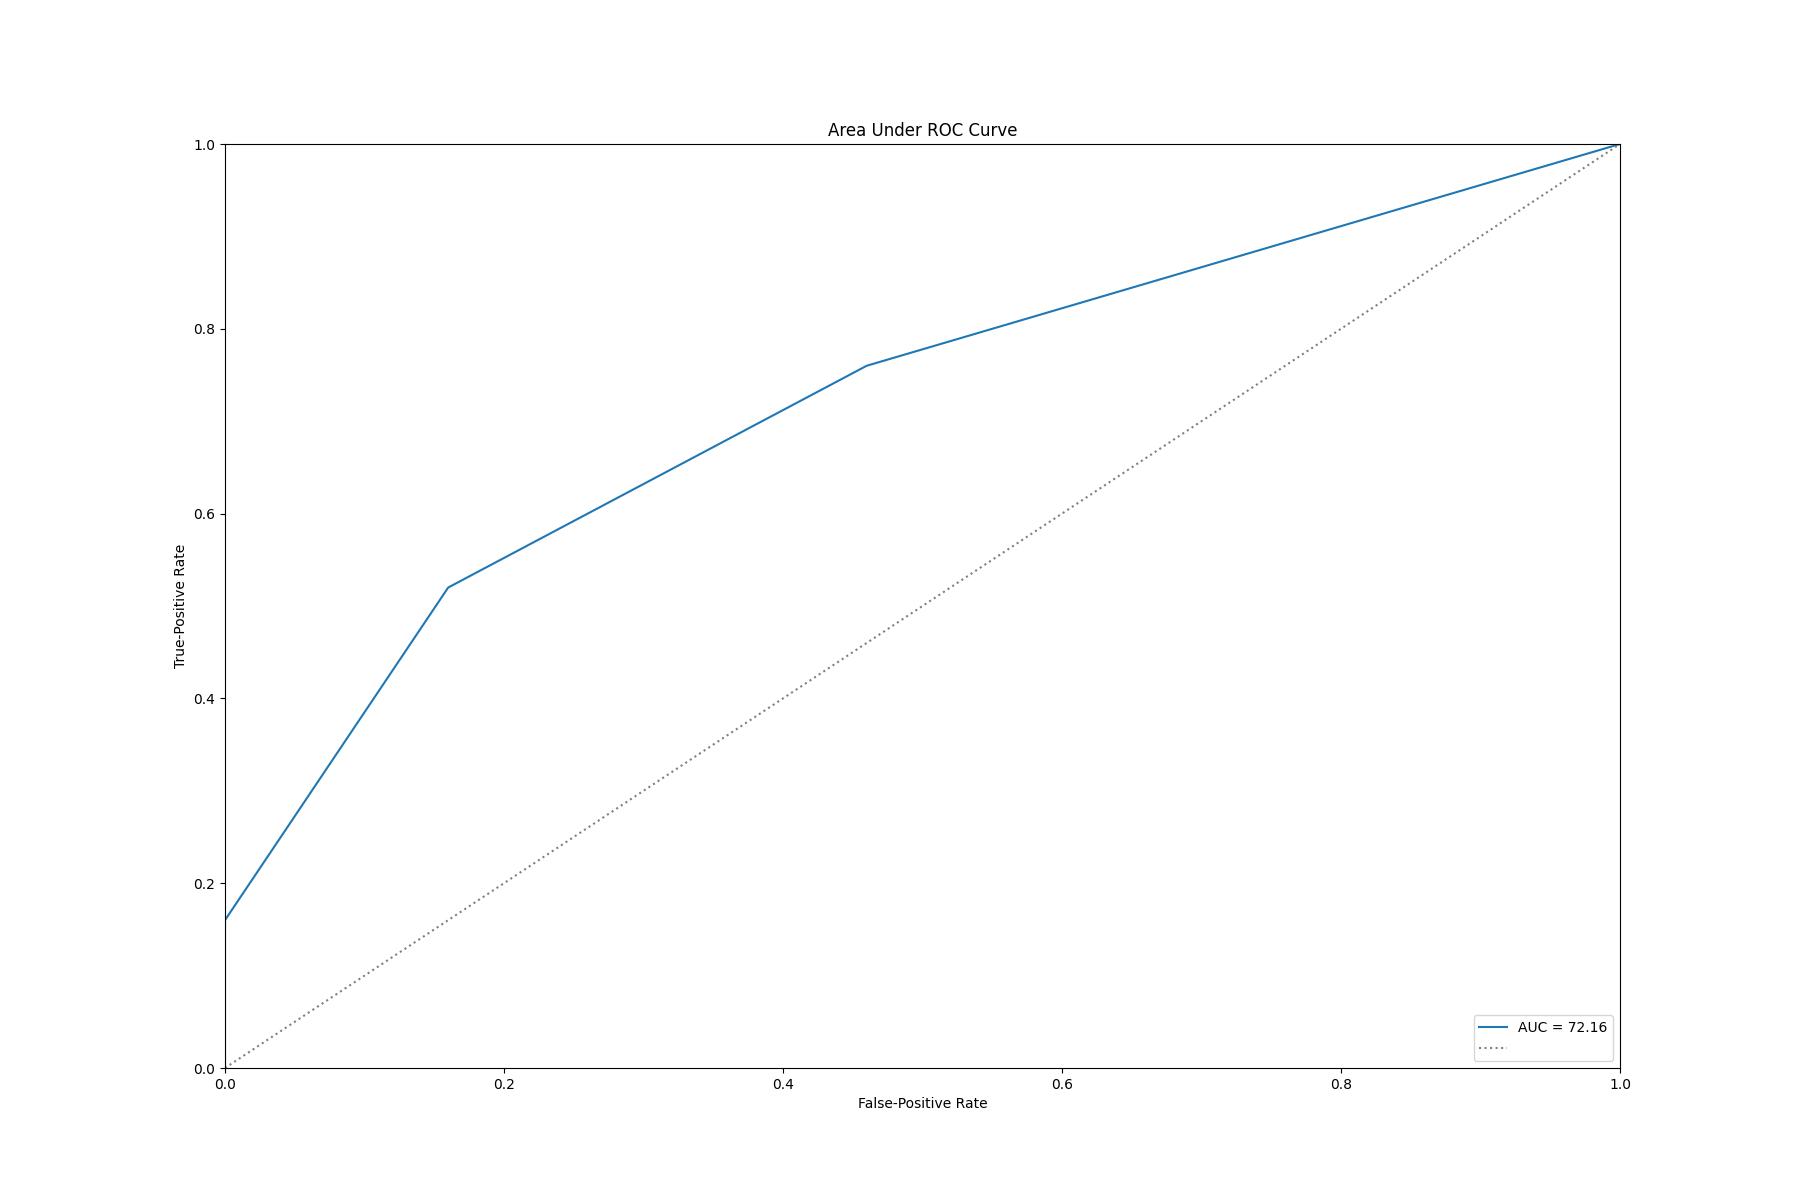 Area Under ROC Curve
1.0
0.8
0.6
0.4
0.2
0.0
True-Positive Rate
AUC = 72.16
0.0 0.2 0.4 0.6 0.8 1.0
False-Positive Rate